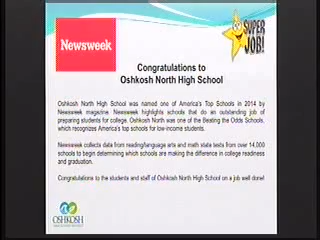 Newsweek
SUPER
JOB!
Congratulations to
Oshkosh North High School
Oshkosh North High School was named one of America's Top Schools in 2014 by
Newsweek magazine. Newsweek highlights schools that do an outstanding job of
preparing students for college. Oshkosh North was one of the Beating the Odds Schools,
which recognizes America's top schools for low-income students.
Newsweek collects data from reading/language arts and math state tests from over 14,000
schools to begin determining which schools are making the difference in college readiness
and graduation.
Congratulations to the students and staff of Oshkosh North High School on a job well done!
OSHKOSH